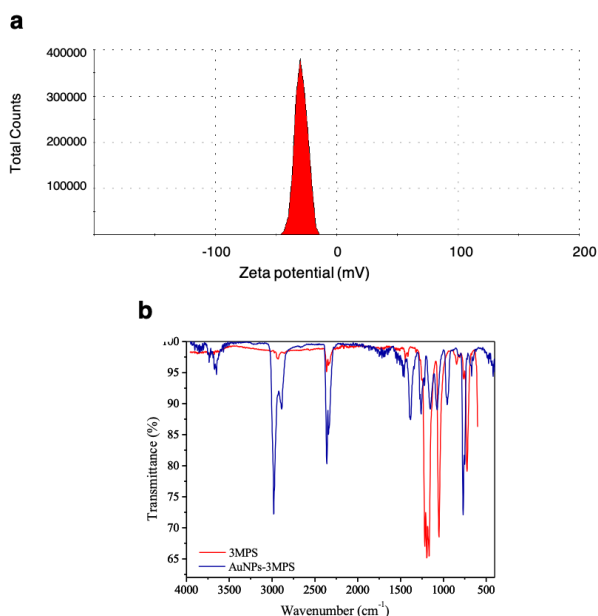 a
400000
300000
200000
100000
Total Counts
-100 0 100 200
Zeta potential (mV)
b
100
95
90
85
80
75
70
65
Transmittance (%)
3MPS
AuNPs-3MPS
4000 3500 3000 2500 2000 1500 1000 500
Wavenumber (cm⁻¹)